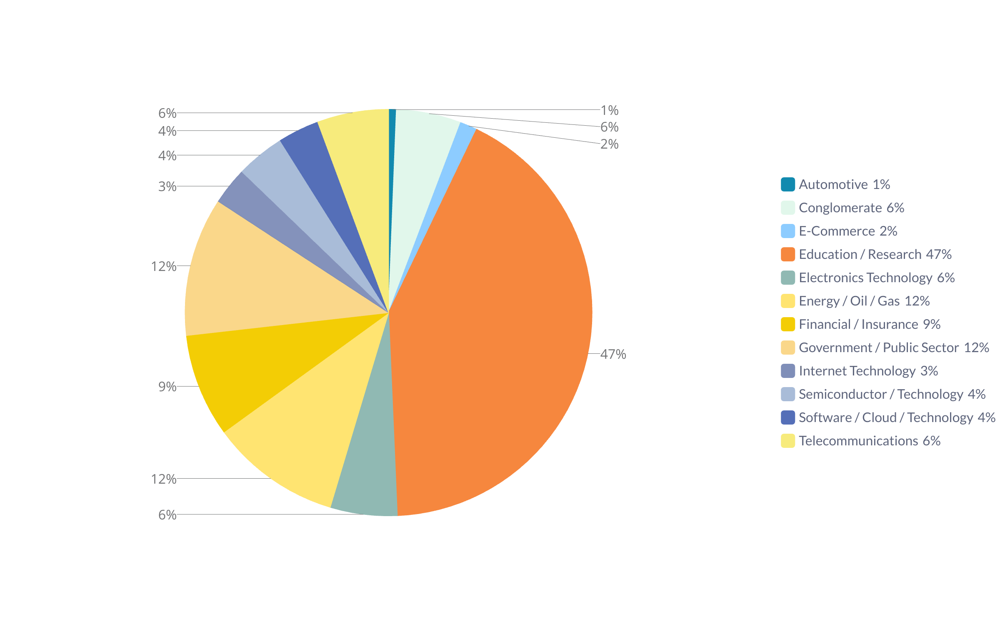 6%
4%
4%
3%
12%
9%
12%
6%
1%
6%
2%
47%
Automotive 1%
Conglomerate 6%
E-Commerce 2%
Education / Research 47%
Electronics Technology 6%
Energy / Oil / Gas 12%
Financial / Insurance 9%
Government / Public Sector 12%
Internet Technology 3%
Semiconductor / Technology 4%
Software / Cloud / Technology 4%
Telecommunications 6%